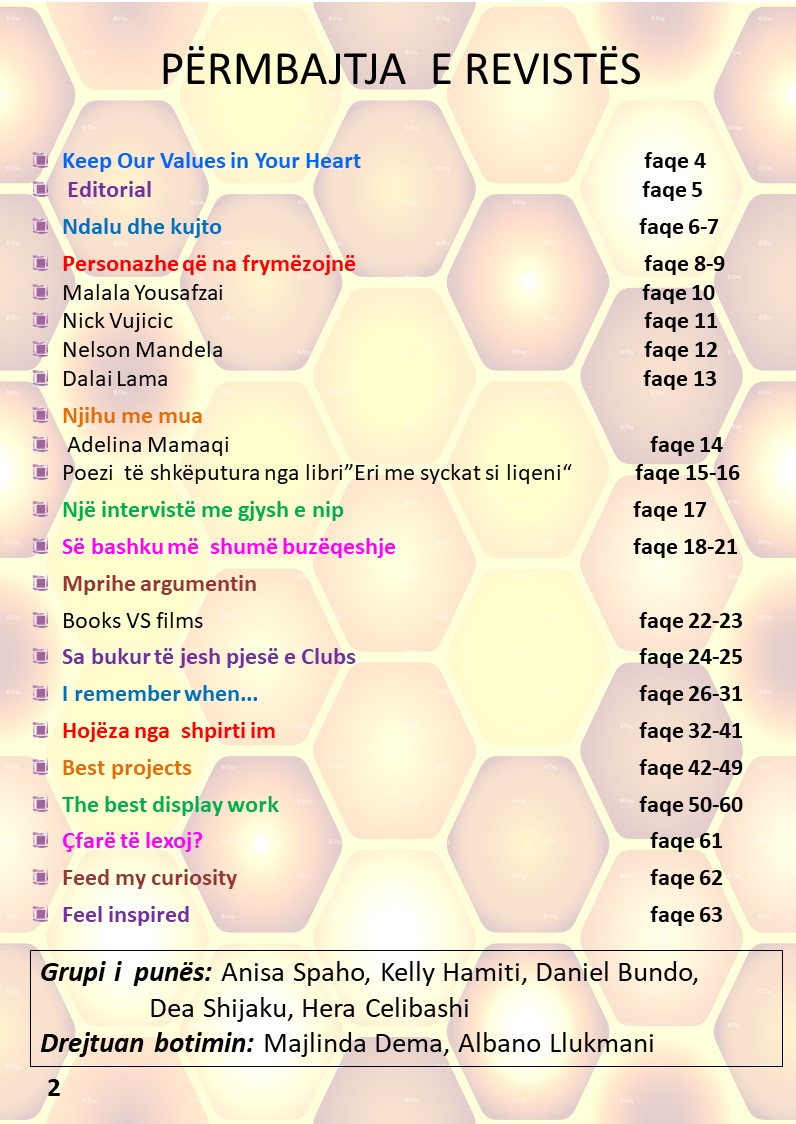 PËRMBAJTJA E REVISTËS
Keep Our Values in Your Heart faqe 4
Editorial faqe 5
Ndalu dhe kujto faqe 6-7
Personazhe që na frymëzojnë faqe 8-9
Malala Yousafzai faqe 10
Nick Vujicic faqe 11
Nelson Mandela faqe 12
Dalai Lama faqe 13
Njihu me mua
Adelina Mamaqi faqe 14
Poezi të shkëputura nga libri”Eri me syckat si liqeni“ faqe 15-16
Një intervistë me gjysh e nip faqe 17
Së bashku më shumë buzëqeshje faqe 18-21
Mprihe argumentin
Books VS films faqe 22-23
Sa bukur të jesh pjesë e Clubs faqe 24-25
I remember when... faqe 26-31
Hojëza nga shpirti im faqe 32-41
Best projects faqe 42-49
The best display work faqe 50-60
Çfarë të lexoj? faqe 61
Feed my curiosity faqe 62
Feel inspired faqe 63
Grupi i punës: Anisa Spaho, Kelly Hamiti, Daniel Bundo,
Dea Shijaku, Hera Celibashi
Drejtuan botimin: Majlinda Dema, Albano Llukmani
2